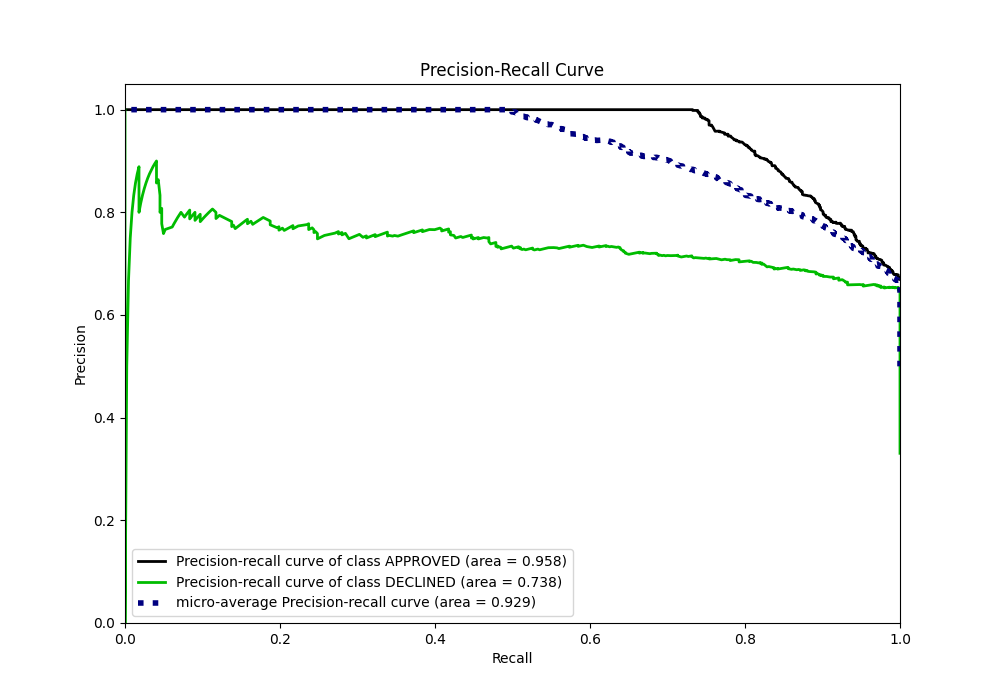 Precision-Recall Curve
1.0
0.8
0.6
0.4
0.2
0.0
Precision
Precision-recall curve of class APPROVED (area = 0.958)
Precision-recall curve of class DECLINED (area = 0.738)
micro-average Precision-recall curve (area = 0.929)
0.0 0.2 0.4 0.6 0.8 1.0
Recall